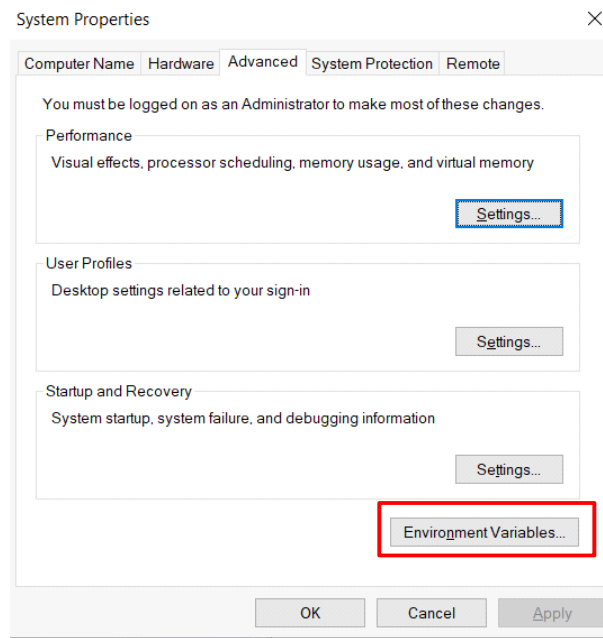 System Properties
Computer Name Hardware Advanced System Protection Remote
You must be logged on as an Administrator to make most of these changes.
Performance
Visual effects, processor scheduling, memory usage, and virtual memory
Settings...
User Profiles
Desktop settings related to your sign-in
Settings...
Startup and Recovery
System startup, system failure, and debugging information
Settings...
Environment Variables...
OK Cancel Apply